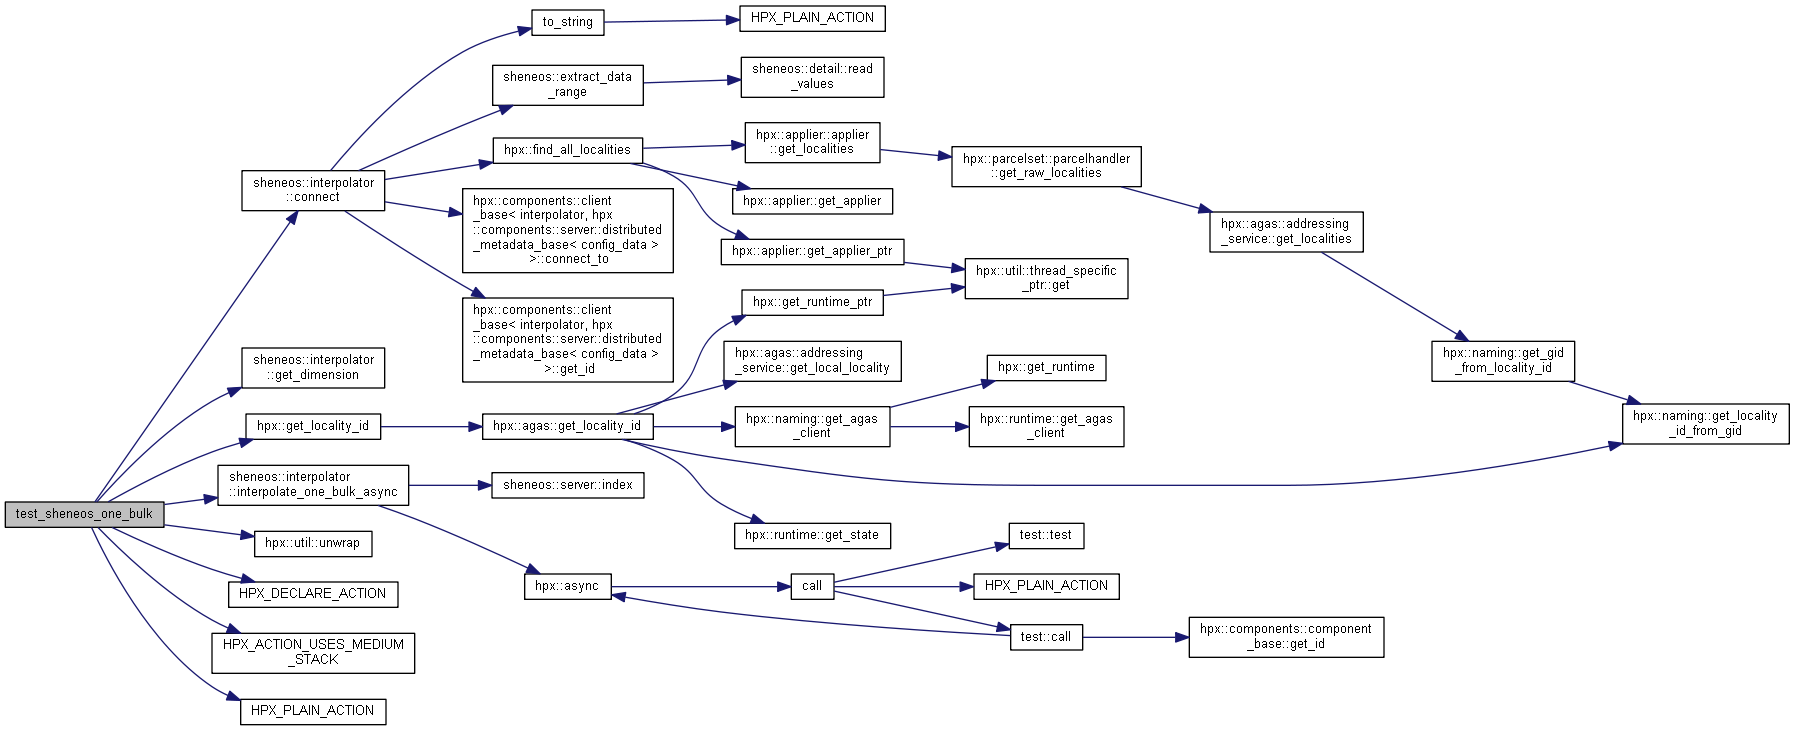 to_string
HPX_PLAIN_ACTION
sheneos::extract_data
_range
sheneos::detail::read
_values
hpx::find_all_localities
hpx::applier::applier
::get_localities
hpx::parcelset::parcelhandler
::get_raw_localities
sheneos::interpolator
::connect
hpx::components::client
_base< interpolator, hpx
::components::server::distributed
_metadata_base< config_data >
>::connect_to
hpx::applier::get_applier
hpx::agas::addressing
_service::get_localities
hpx::applier::get_applier_ptr
hpx::util::thread_specific
_ptr::get
hpx::get_runtime_ptr
hpx::components::client
_base< interpolator, hpx
::components::server::distributed
_metadata_base< config_data >
>::get_id
sheneos::interpolator
::get_dimension
hpx::agas::addressing
_service::get_local_locality
hpx::get_runtime
hpx::naming::get_gid
_from_locality_id
hpx::get_locality_id
hpx::agas::get_locality_id
hpx::naming::get_agas
_client
hpx::runtime::get_agas
_client
hpx::naming::get_locality
_id_from_gid
sheneos::interpolator
::interpolate_one_bulk_async
sheneos::server::index
test_sheneos_one_bulk
hpx::util::unwrap
hpx::runtime::get_state
test::test
HPX_DECLARE_ACTION
hpx::async
call
HPX_PLAIN_ACTION
HPX_ACTION_USES_MEDIUM
_STACK
test::call
hpx::components::component
_base::get_id
HPX_PLAIN_ACTION